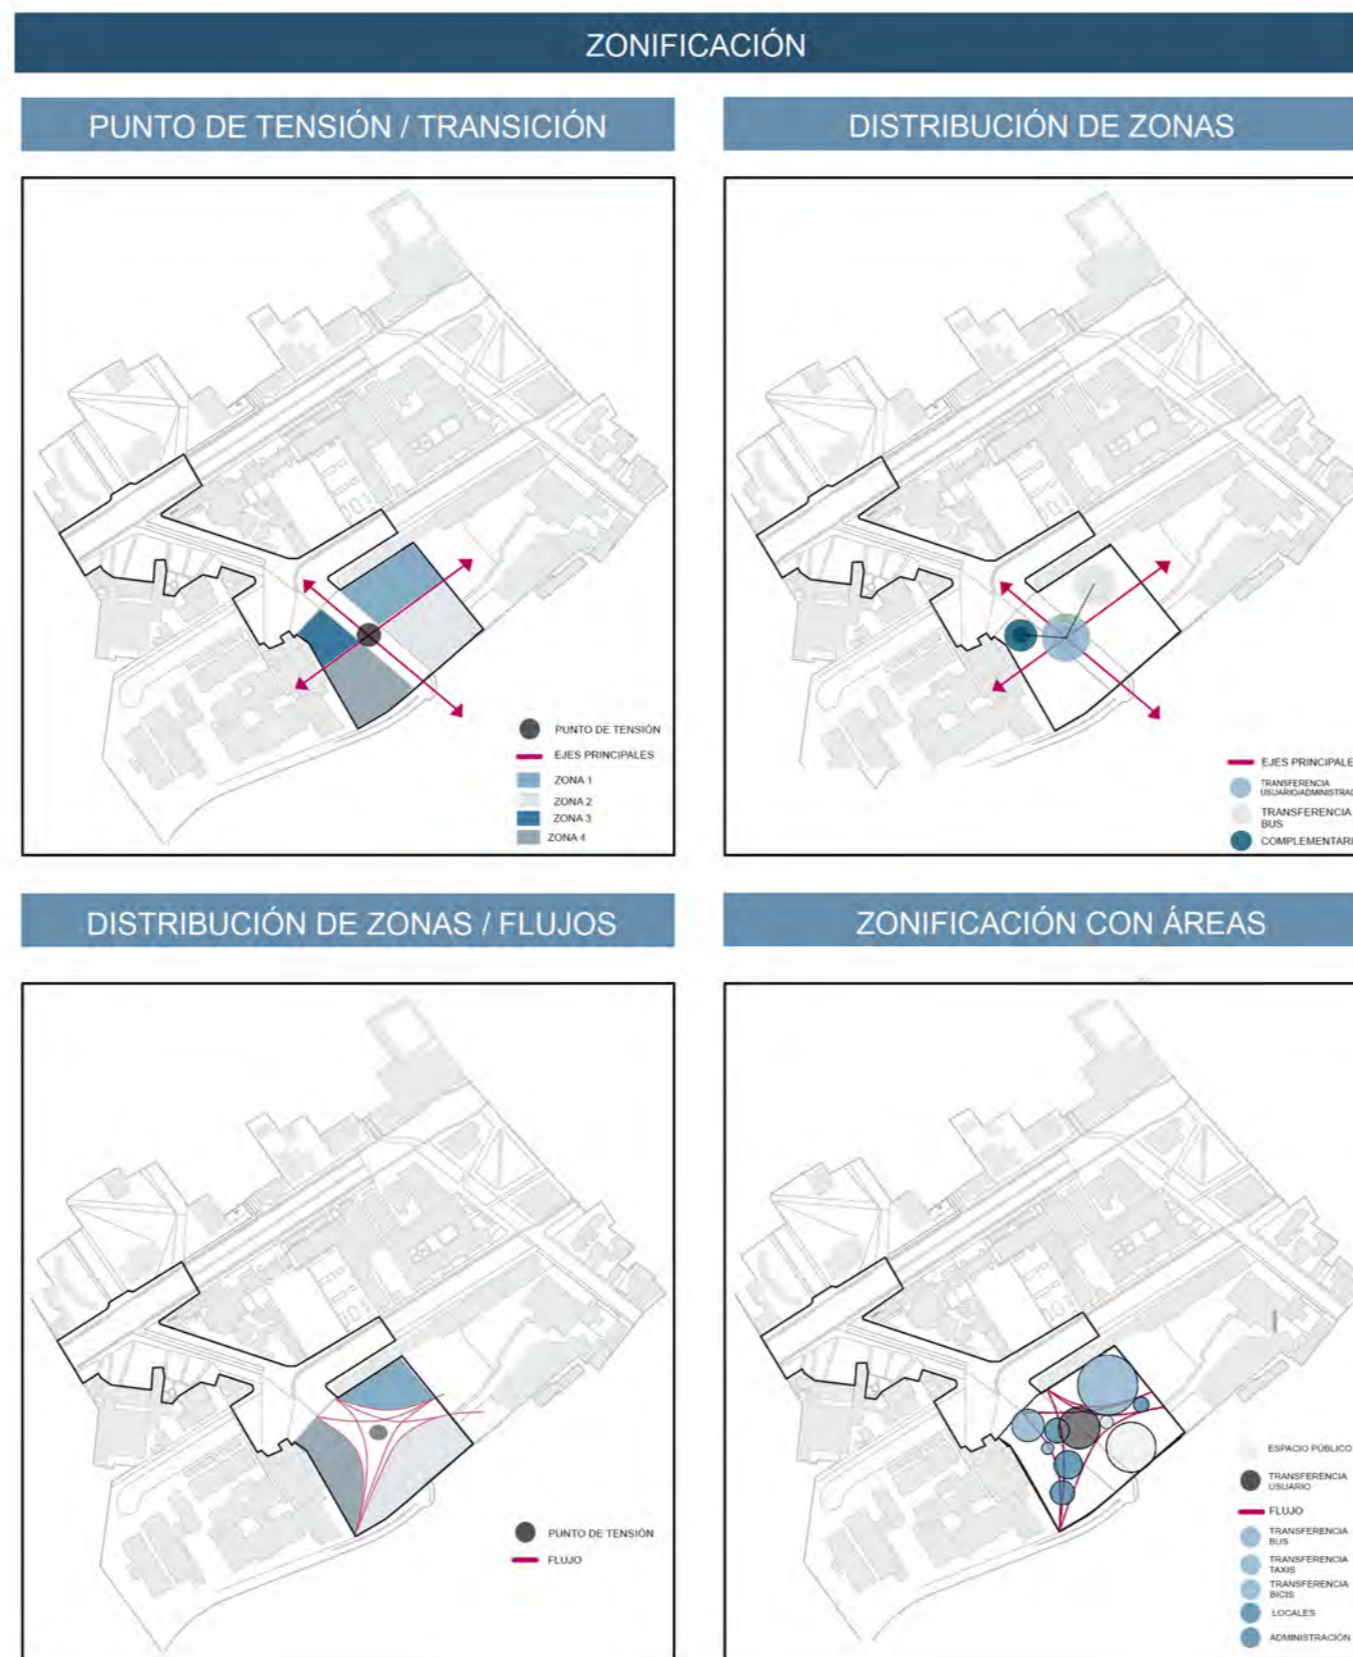 ZONIFICACIÓN
PUNTO DE TENSIÓN / TRANSICIÓN
DISTRIBUCIÓN DE ZONAS
PUNTO DE TENSIÓN
EJES PRINCIPALES
ZONA 1
ZONA 2
ZONA 3
ZONA 4
EJES PRINCIPALE
TRANSFERENCIA
USUARIO/ADMINISTRAC
TRANSFERENCIA
BUS
COMPLEMENTARI
DISTRIBUCIÓN DE ZONAS / FLUJOS
ZONIFICACIÓN CON ÁREAS
PUNTO DE TENSIÓN
FLUJO
ESPACIO PÚBLICO
TRANSFERENCIA
USUARIO
FLUJO
TRANSFERENCIA
BUS
TRANSFERENCIA
TAXIS
TRANSFERENCIA
BICIS
LOCALES
ADMINISTRACIÓN